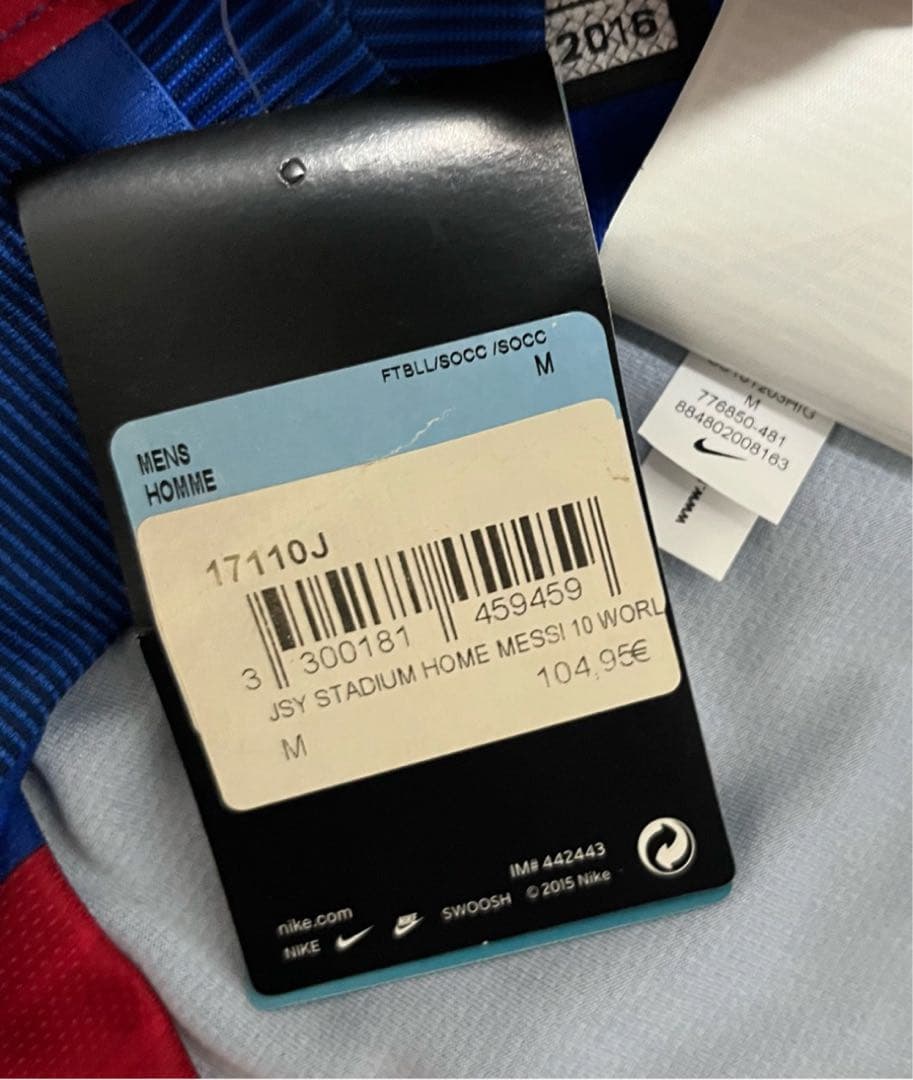 2016
FTBLL/SOCC /SOCC
M
MENS
HOMME
17110J
3 300181 459459
JSY STADIUM HOME MESSI 10 WORL
104,95€
M
IM# 442443
© 2015 Nike
nike.com
NIKE SWOOSH
M
776850-481
884802008163
www.